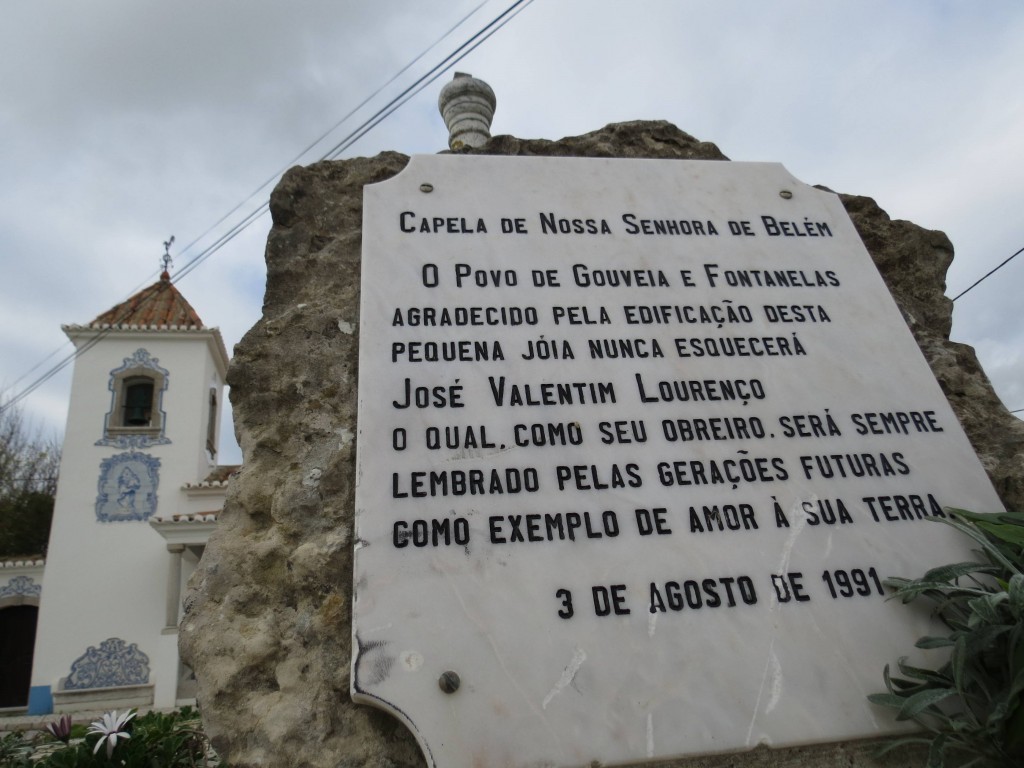 Capela de Nossa Senhora de Belém
O Povo de Gouveia e Fontanelas
agradecido pela edificação desta
pequena jóia nunca esquecerá
José Valentim Lourenço
o qual, como seu obreiro. será sempre
lembrado pelas gerações futuras
como exemplo de amor à sua terra
3 de agosto de 1991